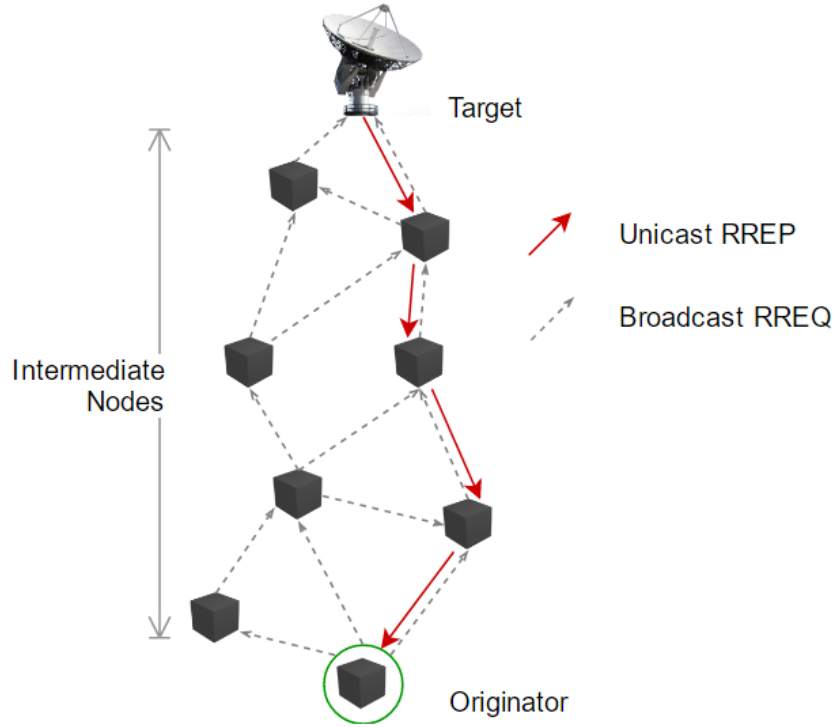 Target
Unicast RREP
Broadcast RREQ
Intermediate
Nodes
Originator